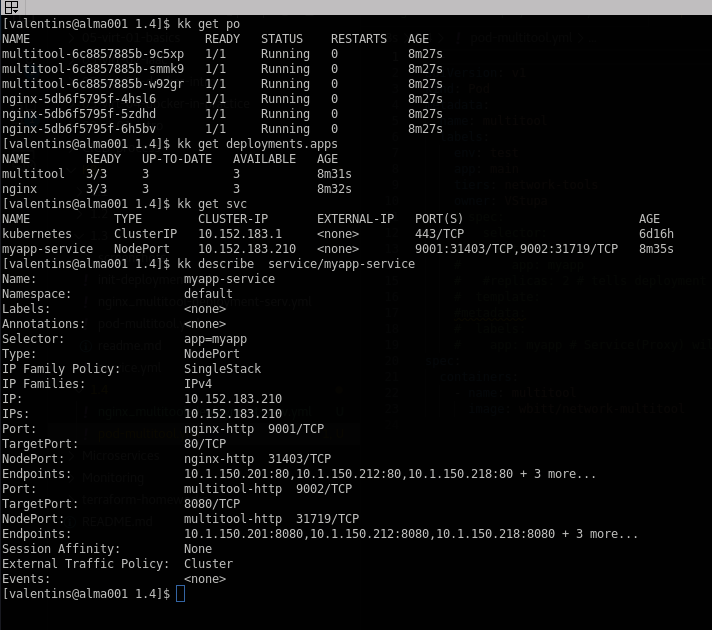 [valentins@alma001 1.4]$ kk get po
NAME                         READY   STATUS    RESTARTS   AGE
multitool-6c8857885b-9c5xp   1/1     Running   0          8m27s
multitool-6c8857885b-smmk9   1/1     Running   0          8m27s
multitool-6c8857885b-w92gr   1/1     Running   0          8m27s
nginx-5db6f5795f-4hsl6       1/1     Running   0          8m27s
nginx-5db6f5795f-5zdhd       1/1     Running   0          8m27s
nginx-5db6f5795f-6h5bv       1/1     Running   0          8m27s
[valentins@alma001 1.4]$ kk get deployments.apps
NAME        READY   UP-TO-DATE   AVAILABLE   AGE
multitool   3/3     3            3           8m31s
nginx       3/3     3            3           8m32s
[valentins@alma001 1.4]$ kk get svc
NAME            TYPE        CLUSTER-IP       EXTERNAL-IP   PORT(S)                         AGE
kubernetes      ClusterIP   10.152.183.1     <none>        443/TCP                         6d16h
myapp-service   NodePort    10.152.183.210   <none>        9001:31403/TCP,9002:31719/TCP   8m35s
[valentins@alma001 1.4]$ kk describe  service/myapp-service
Name:                     myapp-service
Namespace:                default
Labels:                   <none>
Annotations:              <none>
Selector:                 app=myapp
Type:                     NodePort
IP Family Policy:         SingleStack
IP Families:              IPv4
IP:                       10.152.183.210
IPs:                      10.152.183.210
Port:                     nginx-http  9001/TCP
TargetPort:               80/TCP
NodePort:                 nginx-http  31403/TCP
Endpoints:                10.1.150.201:80,10.1.150.212:80,10.1.150.218:80 + 3 more...
Port:                     multitool-http  9002/TCP
TargetPort:               8080/TCP
NodePort:                 multitool-http  31719/TCP
Endpoints:                10.1.150.201:8080,10.1.150.212:8080,10.1.150.218:8080 + 3 more...
Session Affinity:         None
External Traffic Policy:  Cluster
Events:                   <none>
[valentins@alma001 1.4]$